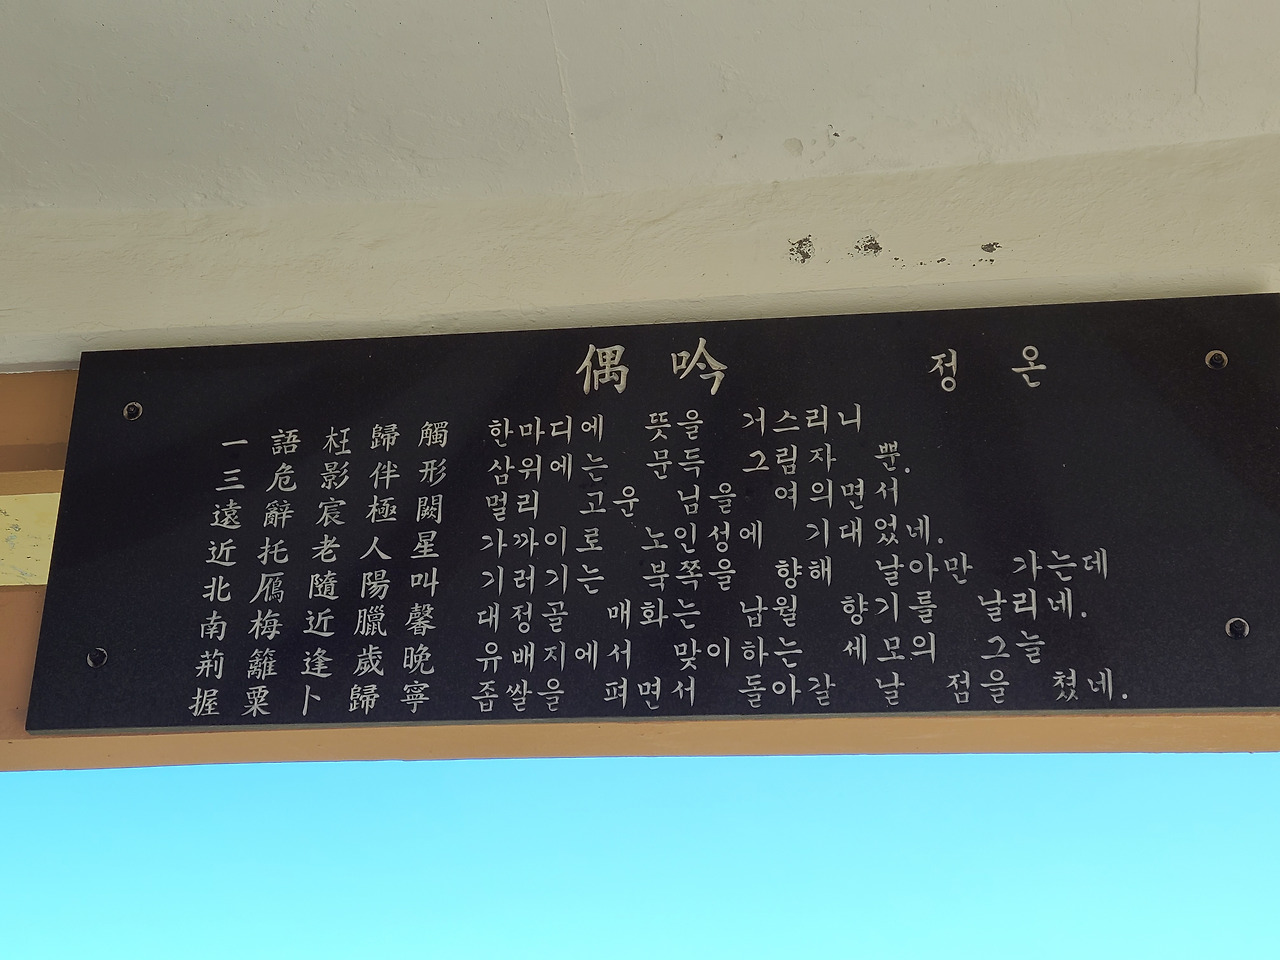 偶吟 정온
一語枉歸觸 한마디에 뜻을 거스리니
三危影伴形 삼위에는 문득 그림자 뿐.
遠辭宸極闕 멀리 고운 님을 여의면서
近托老人星 가까이로 노인성에 기대었네.
北鴈隨陽叫 기러기는 북쪽을 향해 날아만 가는데
南梅近臘馨 대정골 매화는 납월 향기를 날리네.
荊籬逢歲晩 유배지에서 맞이하는 세모의 그늘
握粟卜歸寧 좁쌀을 펴면서 돌아갈 날 점을 쳤네.